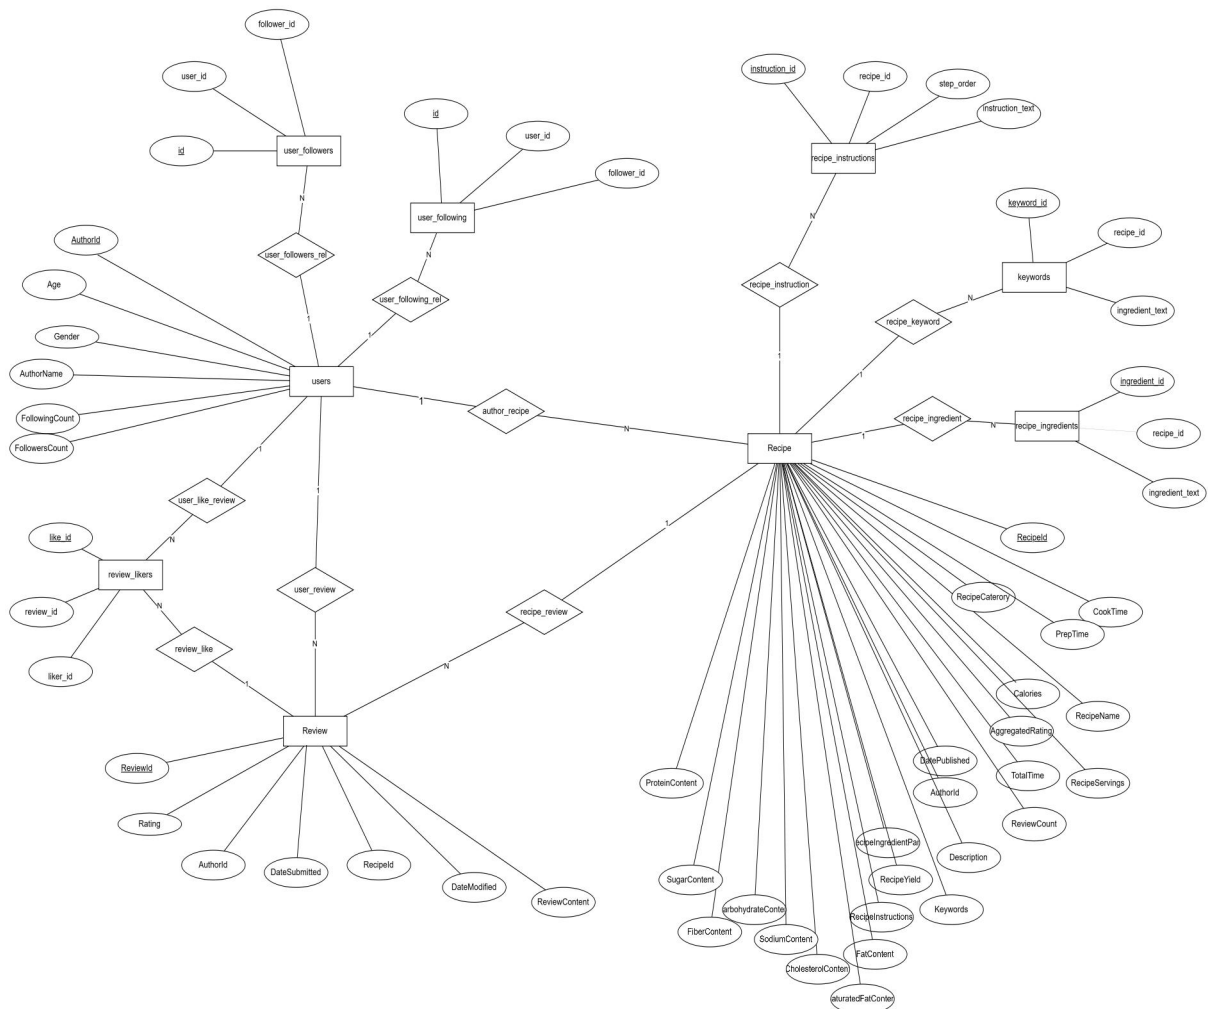 follower_id
user_id
id
user_followers
N
user_followers_rel
1
id
user_id
follower_id
user_following
N
user_following_rel
1
instruction_id
recipe_id
step_order
instruction_text
recipe_instructions
N
recipe_instruction
1
keyword_id
recipe_id
keywords
ingredient_text
N
recipe_keyword
1
ingredient_id
recipe_ingredient
recipe_ingredients
recipe_id
ingredient_text
1
N
AuthorId
Age
Gender
AuthorName
FollowingCount
FollowersCount
users
1
author_recipe
N
Recipe
1
user_like_review
N
like_id
review_likers
review_id
liker_id
N
review_like
1
1
user_review
N
1
recipe_review
N
Review
ReviewId
Rating
AuthorId
DateSubmitted
RecipeId
DateModified
ReviewContent
RecipeId
RecipeCaterory
CookTime
PrepTime
Calories
RecipeName
AggregatedRating
DatePublished
TotalTime
RecipeServings
ProteinContent
AuthorId
ReviewCount
ecipeIngredientPar
Description
SugarContent
RecipeYield
arbohydrateConte
Keywords
RecipeInstructions
FiberContent
SodiumContent
FatContent
CholesterolConten
aturatedFatConter